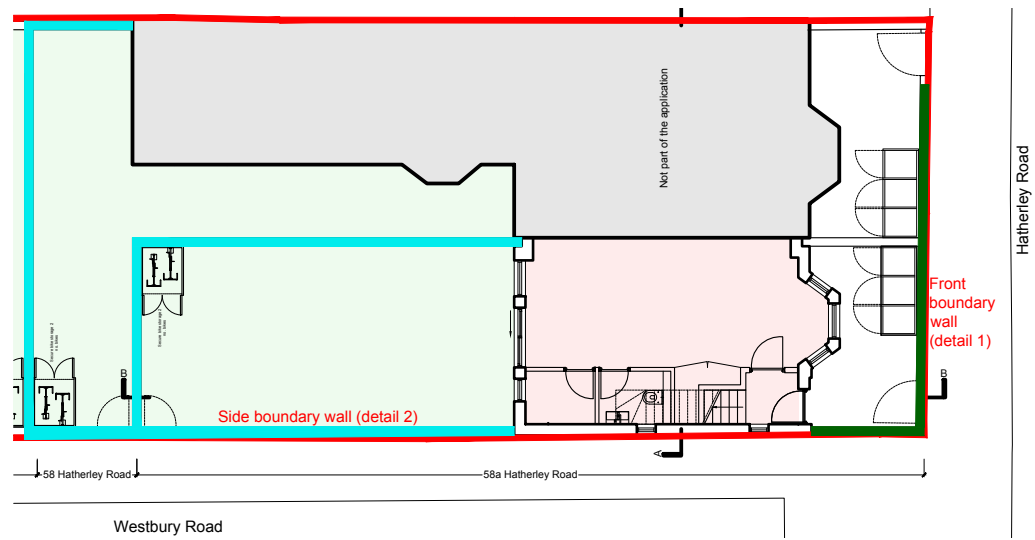 Not part of the application
Hatherley Road
Front
boundary
wall
(detail 1)
B
B
Side boundary wall (detail 2)
A
58 Hatherley Road
58a Hatherley Road
Westbury Road